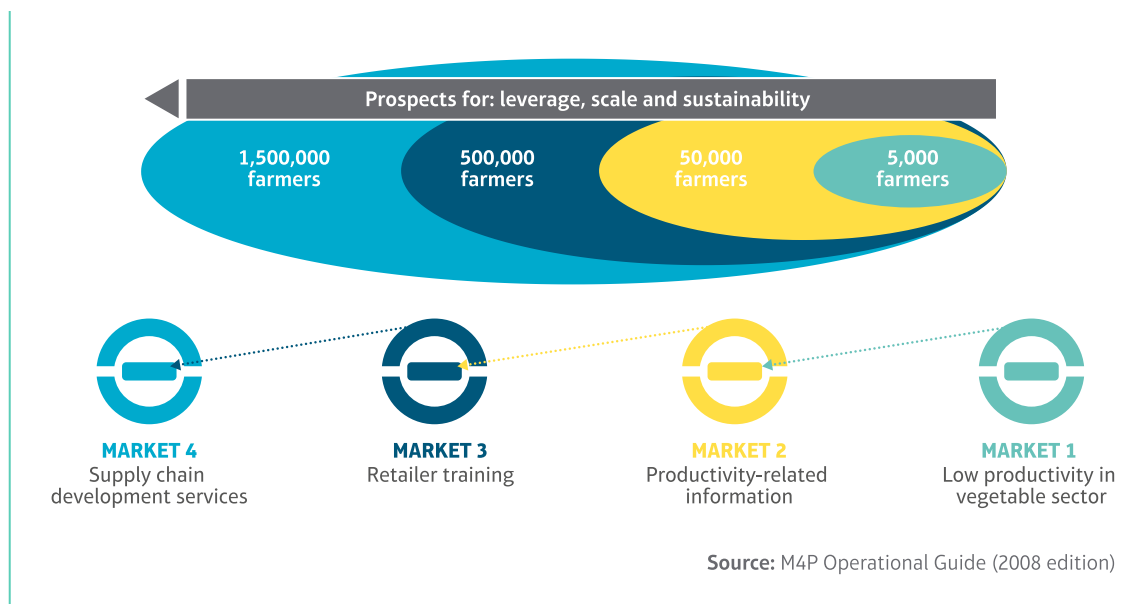 Prospects for: leverage, scale and sustainability
1,500,000
farmers
500,000
farmers
50,000
farmers
5,000
farmers
MARKET 4
Supply chain
development services
MARKET 3
Retailer training
MARKET 2
Productivity-related
information
MARKET 1
Low productivity in
vegetable sector
Source: M4P Operational Guide (2008 edition)